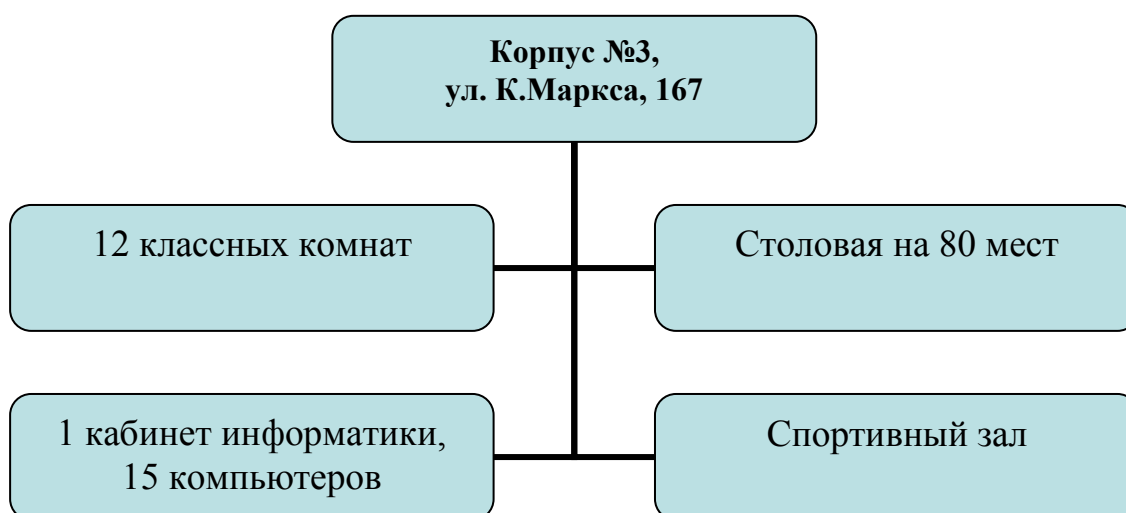 Корпус №3,
ул. К.Маркса, 167
12 классных комнат
Столовая на 80 мест
1 кабинет информатики,
15 компьютеров
Спортивный зал